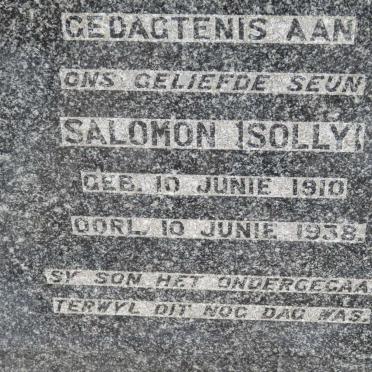 GEDAGTENIS AAN
ONS GELIEFDE SEUN
SALOMON (SOLLY)
GEB. 10 JUNIE 1910
OORL. 10 JUNIE 1938.
SY SON HET ONDERGEGAA
TERWYL DIT NOG DAG WAS.